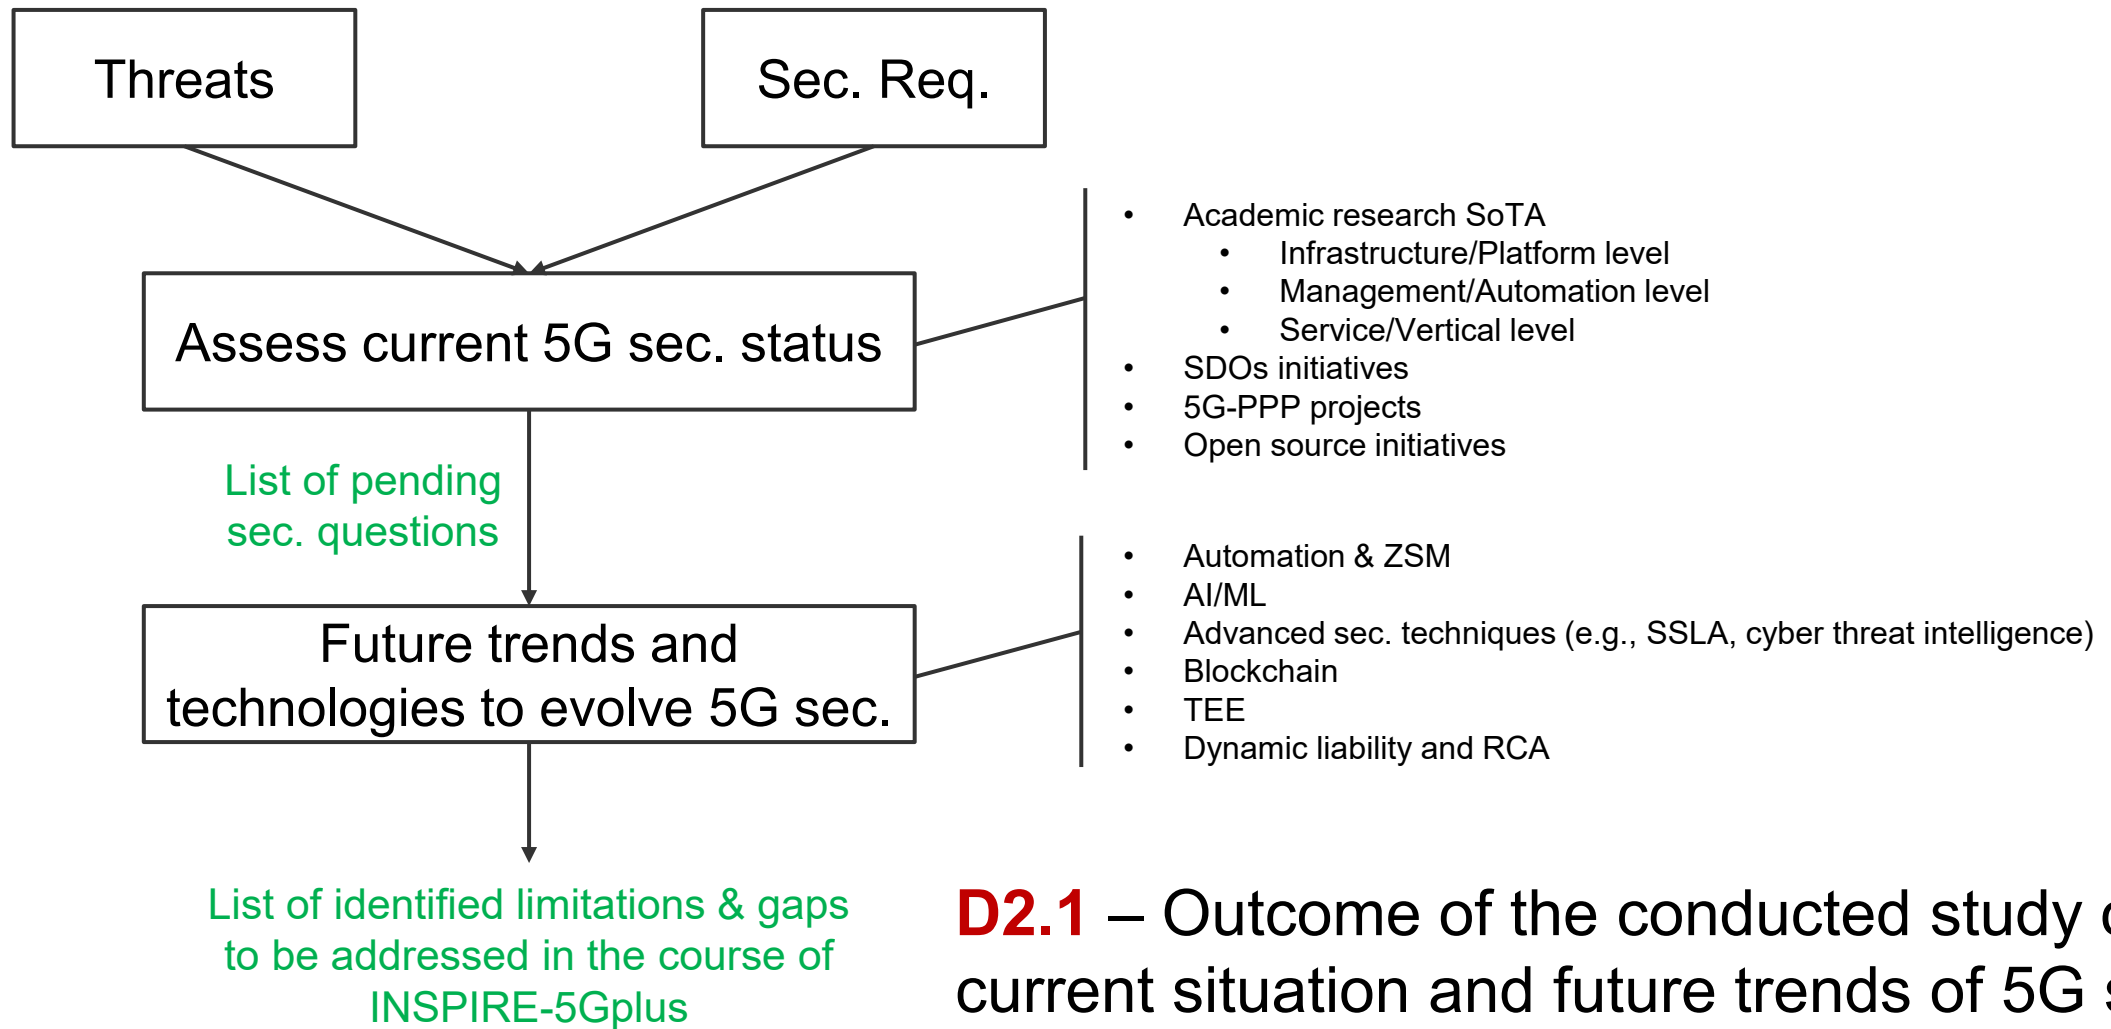 Threats
Sec. Req.
Assess current 5G sec. status
• Academic research SoTA
• Infrastructure/Platform level
• Management/Automation level
• Service/Vertical level
• SDOs initiatives
• 5G-PPP projects
• Open source initiatives
List of pending
sec. questions
Future trends and
technologies to evolve 5G sec.
• Automation & ZSM
• AI/ML
• Advanced sec. techniques (e.g., SSLA, cyber threat intelligence)
• Blockchain
• TEE
• Dynamic liability and RCA
List of identified limitations & gaps
to be addressed in the course of
INSPIRE-5Gplus
D2.1 – Outcome of the conducted study
current situation and future trends of 5G